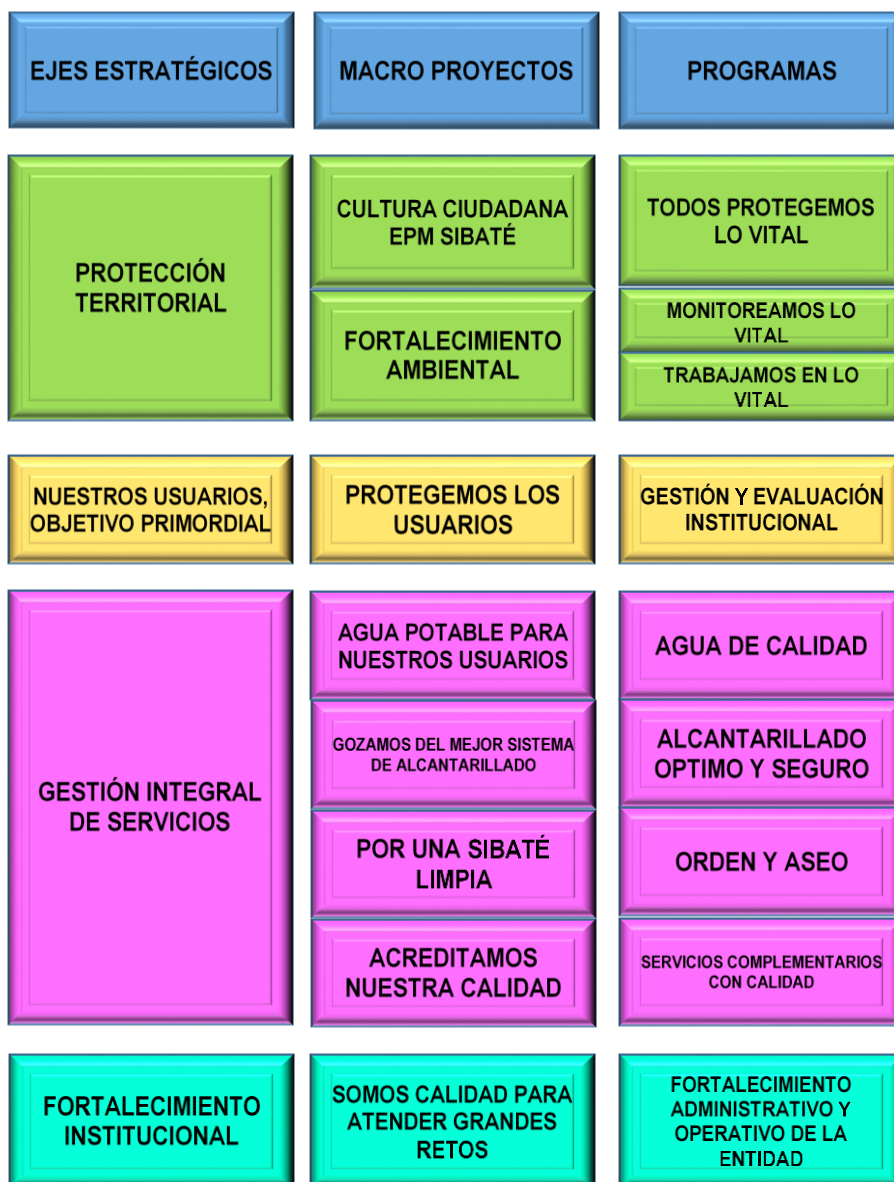 EJES ESTRATÉGICOS
MACRO PROYECTOS
PROGRAMAS
PROTECCIÓN
TERRITORIAL
CULTURA CIUDADANA
EPM SIBATÉ
TODOS PROTEGEMOS
LO VITAL
FORTALECIMIENTO
AMBIENTAL
MONITOREAMOS LO
VITAL
TRABAJAMOS EN LO
VITAL
NUESTROS USUARIOS,
OBJETIVO PRIMORDIAL
PROTEGEMOS LOS
USUARIOS
GESTIÓN Y EVALUACIÓN
INSTITUCIONAL
GESTIÓN INTEGRAL
DE SERVICIOS
AGUA POTABLE PARA
NUESTROS USUARIOS
AGUA DE CALIDAD
GOZAMOS DEL MEJOR SISTEMA
DE ALCANTARILLADO
ALCANTARILLADO
OPTIMO Y SEGURO
POR UNA SIBATÉ
LIMPIA
ORDEN Y ASEO
ACREDITAMOS
NUESTRA CALIDAD
SERVICIOS COMPLEMENTARIOS
CON CALIDAD
FORTALECIMIENTO
INSTITUCIONAL
SOMOS CALIDAD PARA
ATENDER GRANDES
RETOS
FORTALECIMIENTO
ADMINISTRATIVO Y
OPERATIVO DE LA
ENTIDAD